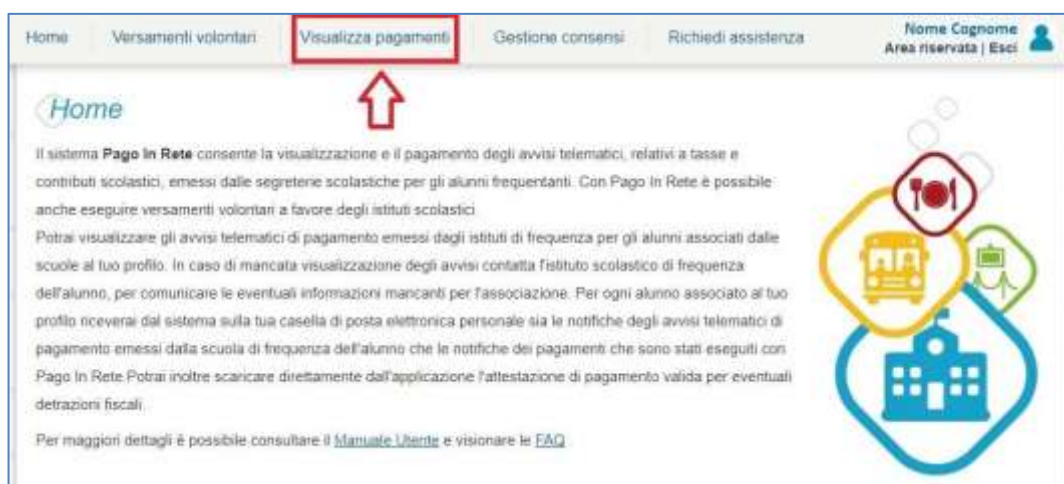 Home Versamenti volontari Visualizza pagamenti Gestione consensi Richiedi assistenza Nome Cognome
Area riservata | Esci
Home
Il sistema Pago In Rete consente la visualizzazione e il pagamento degli avvisi telematici, relativi a tasse e
contributi scolastici, emessi dalle segreterie scolastiche per gli alunni frequentanti. Con Pago In Rete è possibile
anche eseguire versamenti volontari a favore degli istituti scolastici.
Potrai visualizzare gli avvisi telematici di pagamento emessi dagli istituti di frequenza per gli alunni associati dalle
scuole al tuo profilo. In caso di mancata visualizzazione degli avvisi contatta l'istituto scolastico di frequenza
dell'alunno, per comunicare le eventuali informazioni mancanti per l'associazione. Per ogni alunno associato al tuo
profilo riceverai dal sistema sulla tua casella di posta elettronica personale sia le notifiche degli avvisi telematici di
pagamento emessi dalla scuola di frequenza dell'alunno che le notifiche dei pagamenti che sono stati eseguiti con
Pago In Rete.Potrai inoltre scaricare direttamente dall'applicazione l'attestazione di pagamento valida per eventuali
detrazioni fiscali.
Per maggiori dettagli è possibile consultare il Manuale Utente e visionare le FAQ